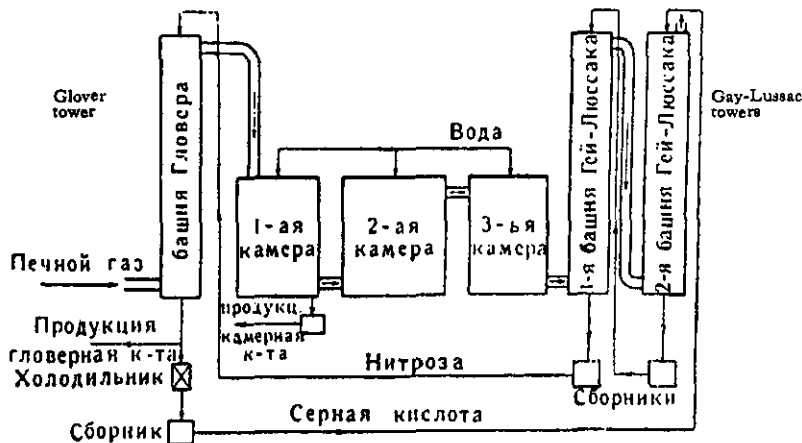 Glover
tower
башня Гловера
Вода
1-ая
камера
2-ая
камера
3-ья
камера
1-я башня Гей-Люссака
2-я башня Гей-Люссака
Gay-Lussac
towers
Печной газ
Продукция
гловерная к-та
Холодильник
Сборник
продукц.
камерная
к-та
Нитроза
Серная кислота
Сборники